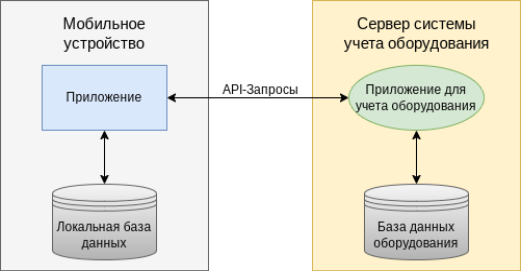 Мобильное
устройство
Приложение
Локальная база
данных
API-Запросы
Сервер системы
учета оборудования
Приложение для
учета оборудования
База данных
оборудования